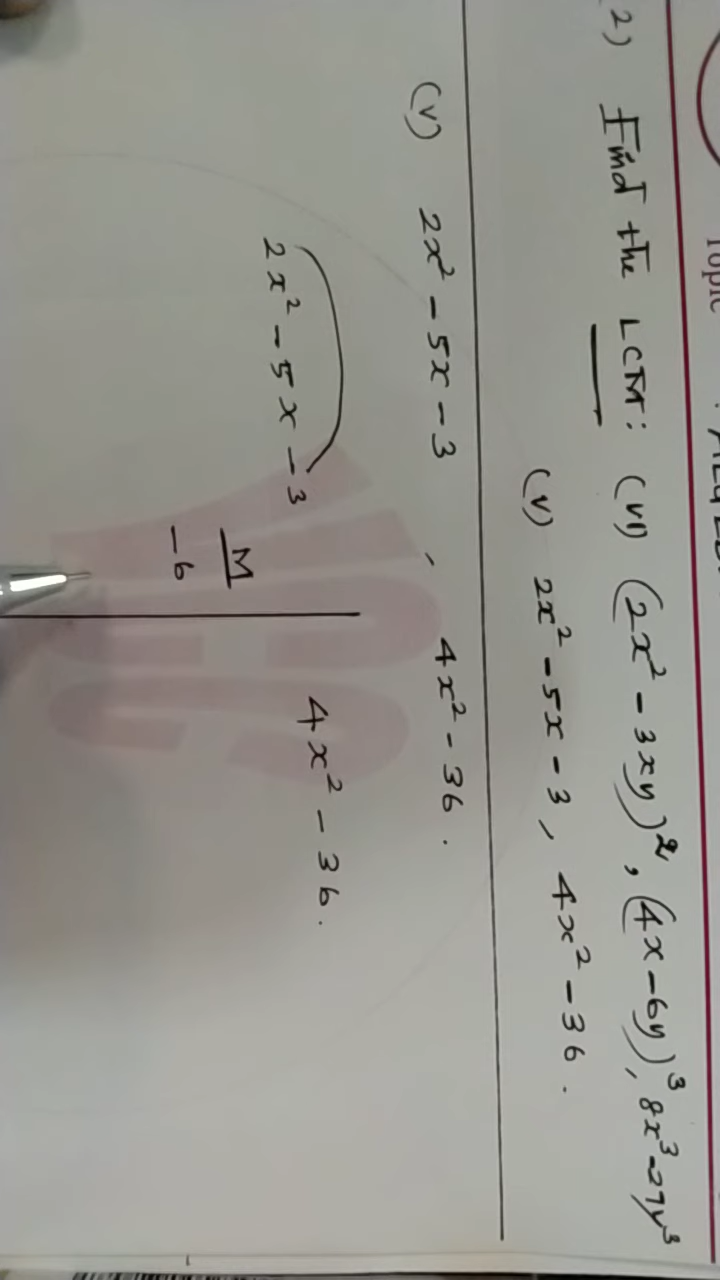 Topic
2) Find the LCM: (vi) (2x² - 3xy)², (4x - 6y)³, 8x³ - 27y³
(v) 2x² - 5x - 3, 4x² - 36.
(v) 2x² - 5x - 3 , 4x² - 36.
2x² - 5x - 3 4x² - 36.
M
-6